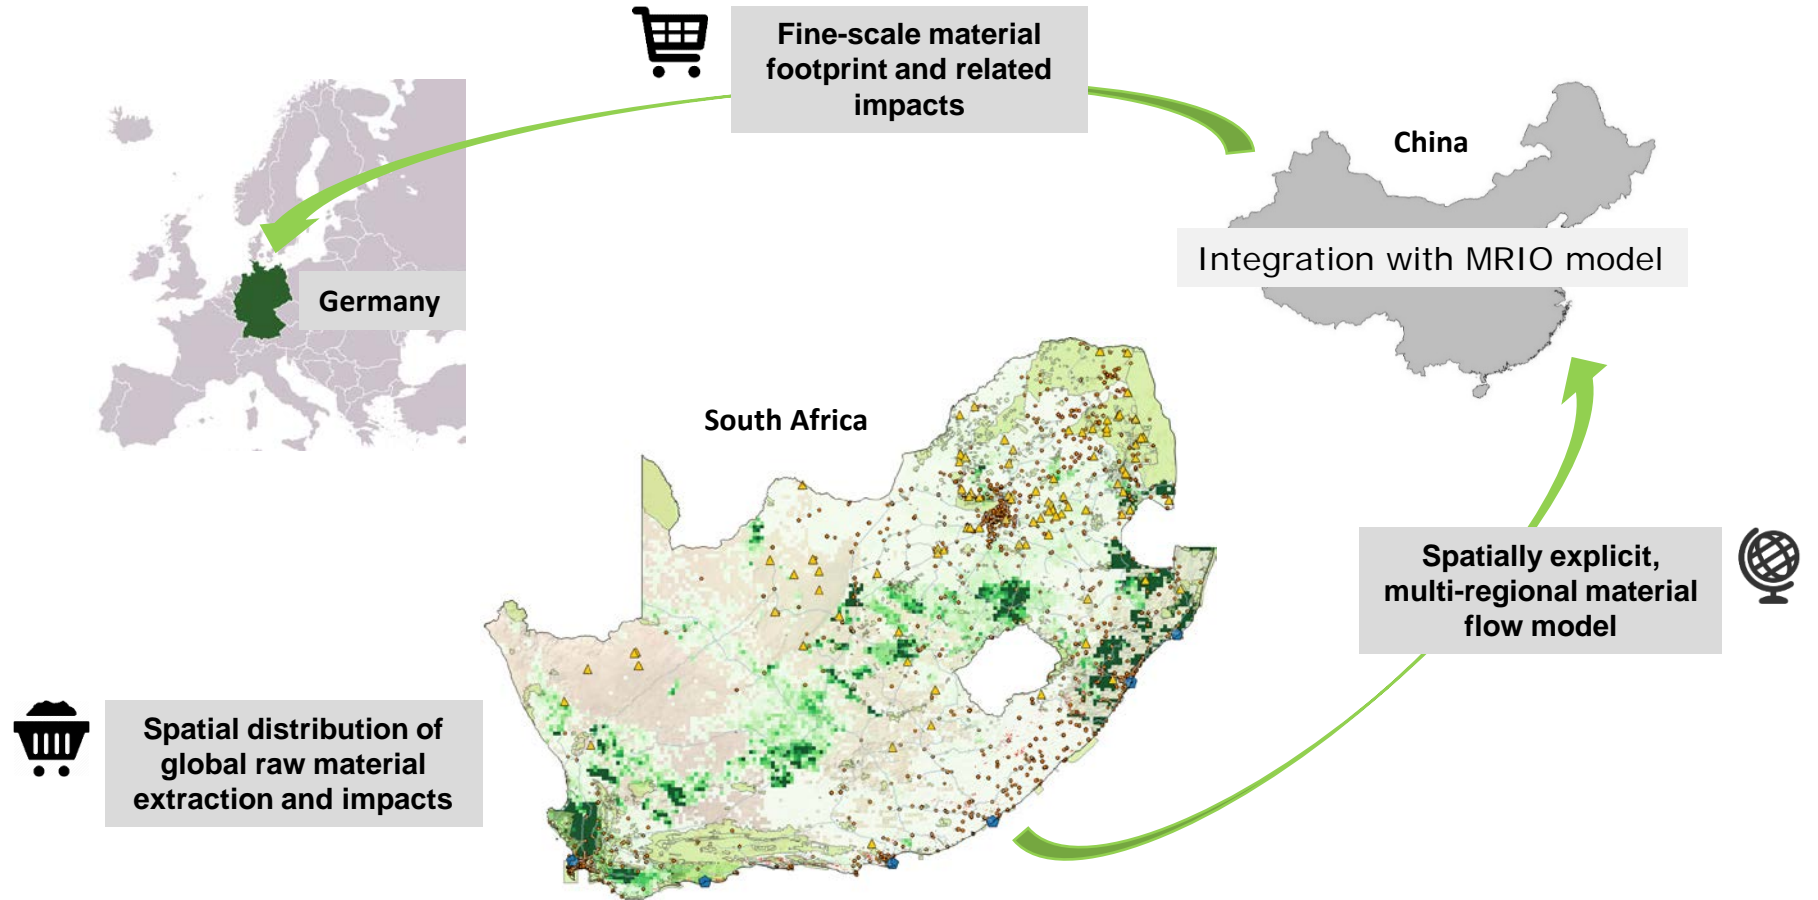 Fine-scale material
footprint and related
impacts
China
Integration with MRIO model
Germany
South Africa
Spatially explicit,
multi-regional material
flow model
Spatial distribution of
global raw material
extraction and impacts